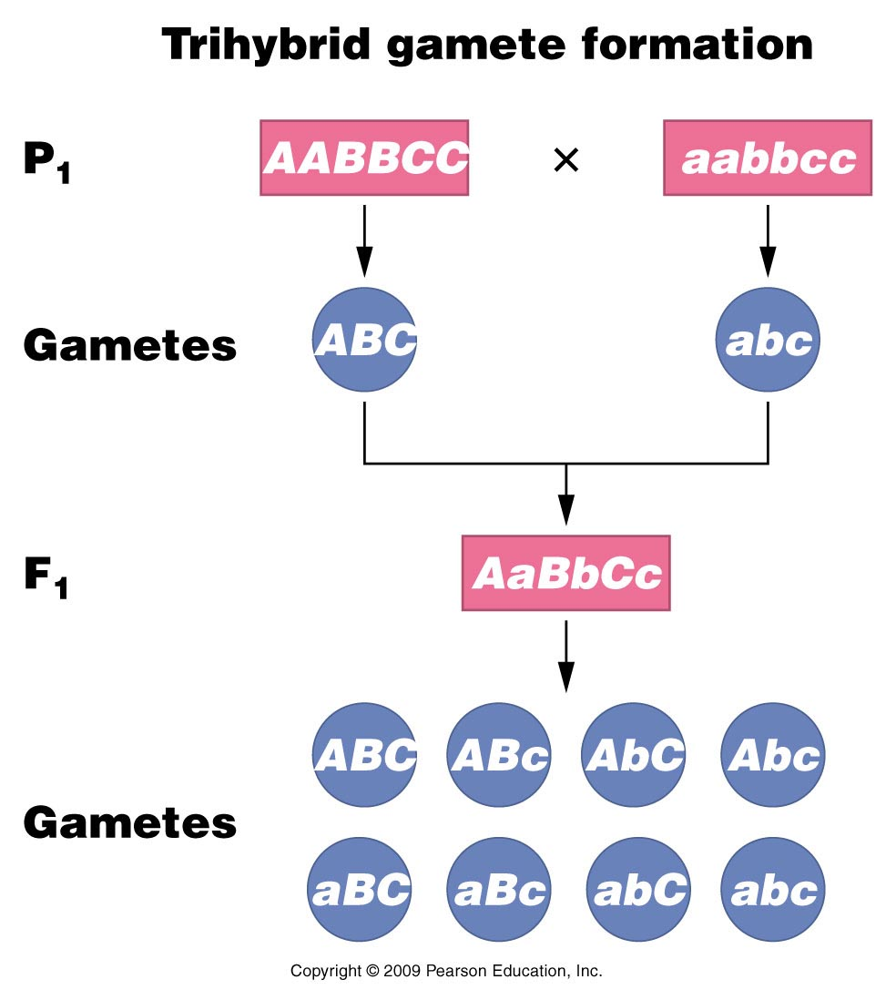 Trihybrid gamete formation
P1 AABBCC × aabbcc
Gametes ABC abc
F1 AaBbCc
ABC ABc AbC Abc
Gametes
aBC aBc abC abc
Copyright © 2009 Pearson Education, Inc.